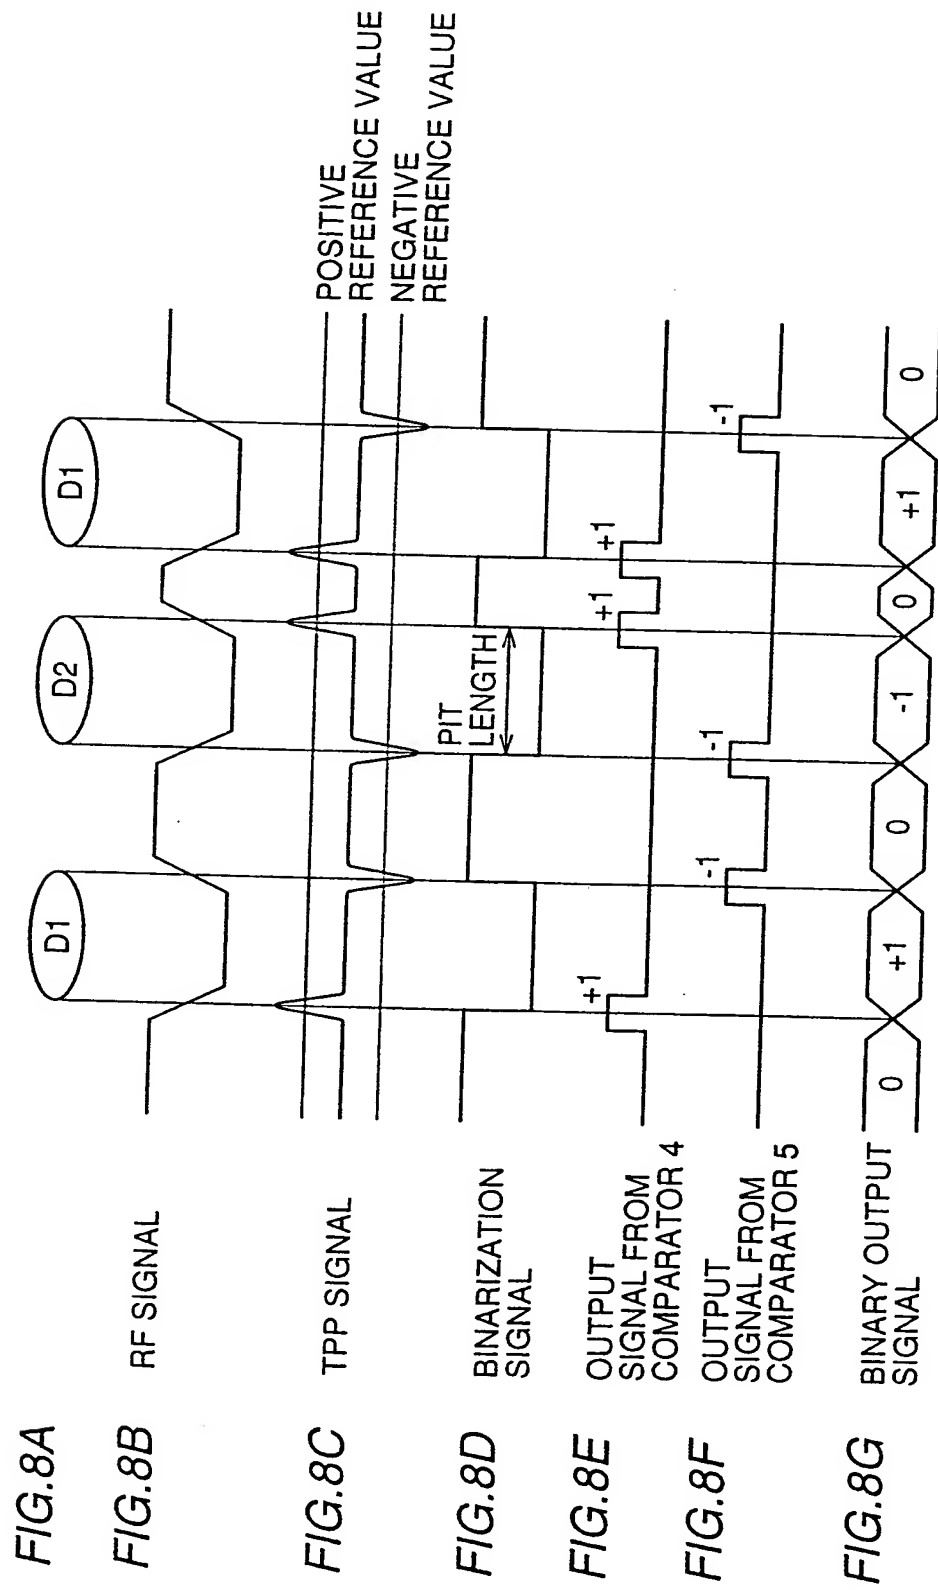 FIG.8A
D1
D2
D1
FIG.8B
RF SIGNAL
FIG.8C
TPP SIGNAL
POSITIVE
REFERENCE VALUE
NEGATIVE
REFERENCE VALUE
FIG.8D
BINARIZATION
SIGNAL
PIT
LENGTH
FIG.8E
OUTPUT
SIGNAL FROM
COMPARATOR 4
+1
+1
+1
FIG.8F
OUTPUT
SIGNAL FROM
COMPARATOR 5
-1
-1
-1
FIG.8G
BINARY OUTPUT
SIGNAL
0
+1
0
-1
0
+1
0